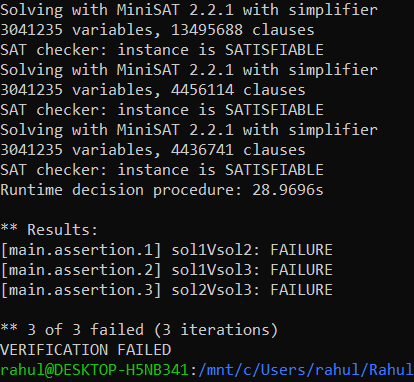 Solving with MiniSAT 2.2.1 with simplifier
3041235 variables, 13495688 clauses
SAT checker: instance is SATISFIABLE
Solving with MiniSAT 2.2.1 with simplifier
3041235 variables, 4456114 clauses
SAT checker: instance is SATISFIABLE
Solving with MiniSAT 2.2.1 with simplifier
3041235 variables, 4436741 clauses
SAT checker: instance is SATISFIABLE
Runtime decision procedure: 28.9696s
** Results:
[main.assertion.1] sol1Vsol2: FAILURE
[main.assertion.2] sol1Vsol3: FAILURE
[main.assertion.3] sol2Vsol3: FAILURE
** 3 of 3 failed (3 iterations)
VERIFICATION FAILED
rahul@DESKTOP-H5NB341:/mnt/c/Users/rahul/Rahul